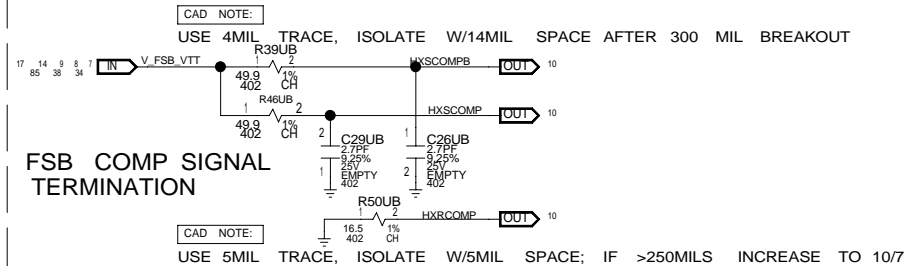 CAD NOTE:
USE 4MIL TRACE, ISOLATE W/14MIL SPACE AFTER 300 MIL BREAKOUT
R39UB
17 14 9 8 7 IN V_FSB_VTT 1 2 HXSCOMPB OUT 10
85 38 34
49.9 1%
402 CH
R46UB
1 2 HXSCOMP OUT 10
49.9 1%
402 CH
2 C29UB 1 C26UB
2.7PF 2.7PF
9.25% 9.25%
25V 25V
1 EMPTY 2 EMPTY
402 402
FSB COMP SIGNAL
TERMINATION
R50UB
1 2 HXRCOMP OUT 10
16.5 1%
402 CH
CAD NOTE:
USE 5MIL TRACE, ISOLATE W/5MIL SPACE; IF >250MILS INCREASE TO 10/7